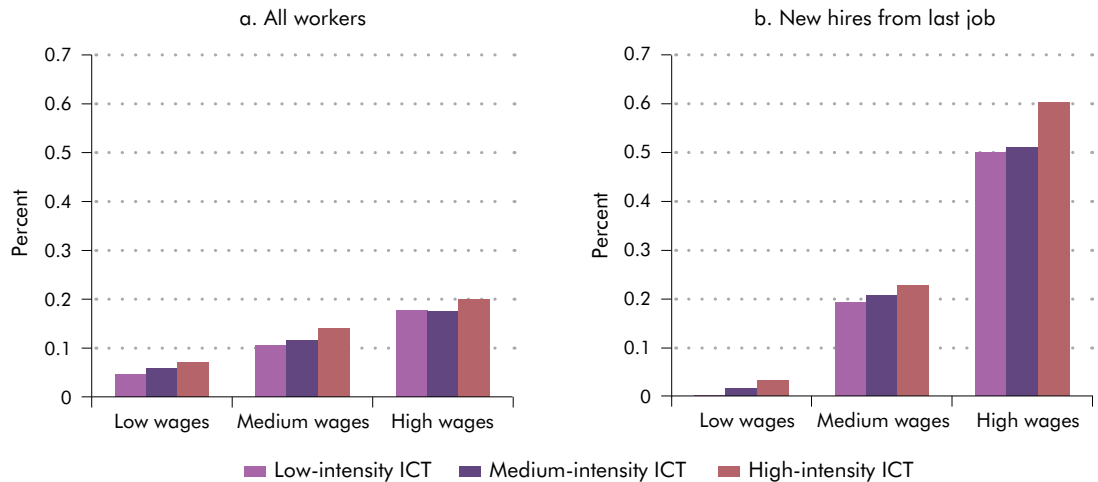 a. All workers
Percent
0.7
0.6
0.5
0.4
0.3
0.2
0.1
0
Low wages Medium wages High wages
b. New hires from last job
Percent
0.7
0.6
0.5
0.4
0.3
0.2
0.1
0
Low wages Medium wages High wages
Low-intensity ICT Medium-intensity ICT High-intensity ICT